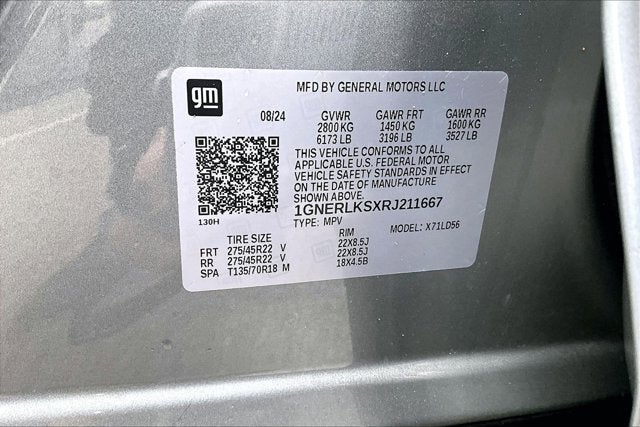 gm
MFD BY GENERAL MOTORS LLC
08/24 GVWR GAWR FRT GAWR RR
2800 KG 1450 KG 1600 KG
6173 LB 3196 LB 3527 LB
THIS VEHICLE CONFORMS TO ALL
APPLICABLE U.S. FEDERAL MOTOR
VEHICLE SAFETY STANDARDS IN EFFECT
ON THE DATE OF MANUFACTURE
SHOWN ABOVE.
1GNERLKSXRJ211667
130H
TYPE: MPV MODEL: X71LD56
TIRE SIZE RIM
FRT 275/45R22 V 22X8.5J
RR 275/45R22 V 22X8.5J
SPA T135/70R18 M 18X4.5B